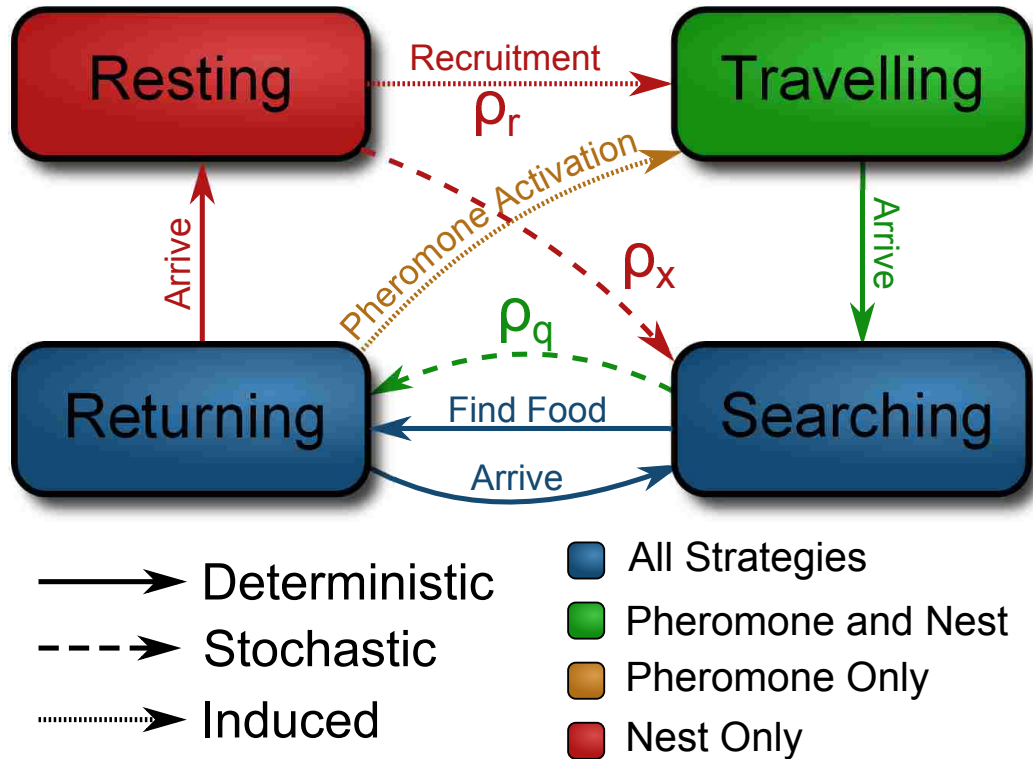 Resting
Recruitment
ρr
Travelling
Pheromone Activation
Arrive
Arrive
ρx
ρq
Returning
Find Food
Searching
Arrive
Deterministic
Stochastic
Induced
All Strategies
Pheromone and Nest
Pheromone Only
Nest Only